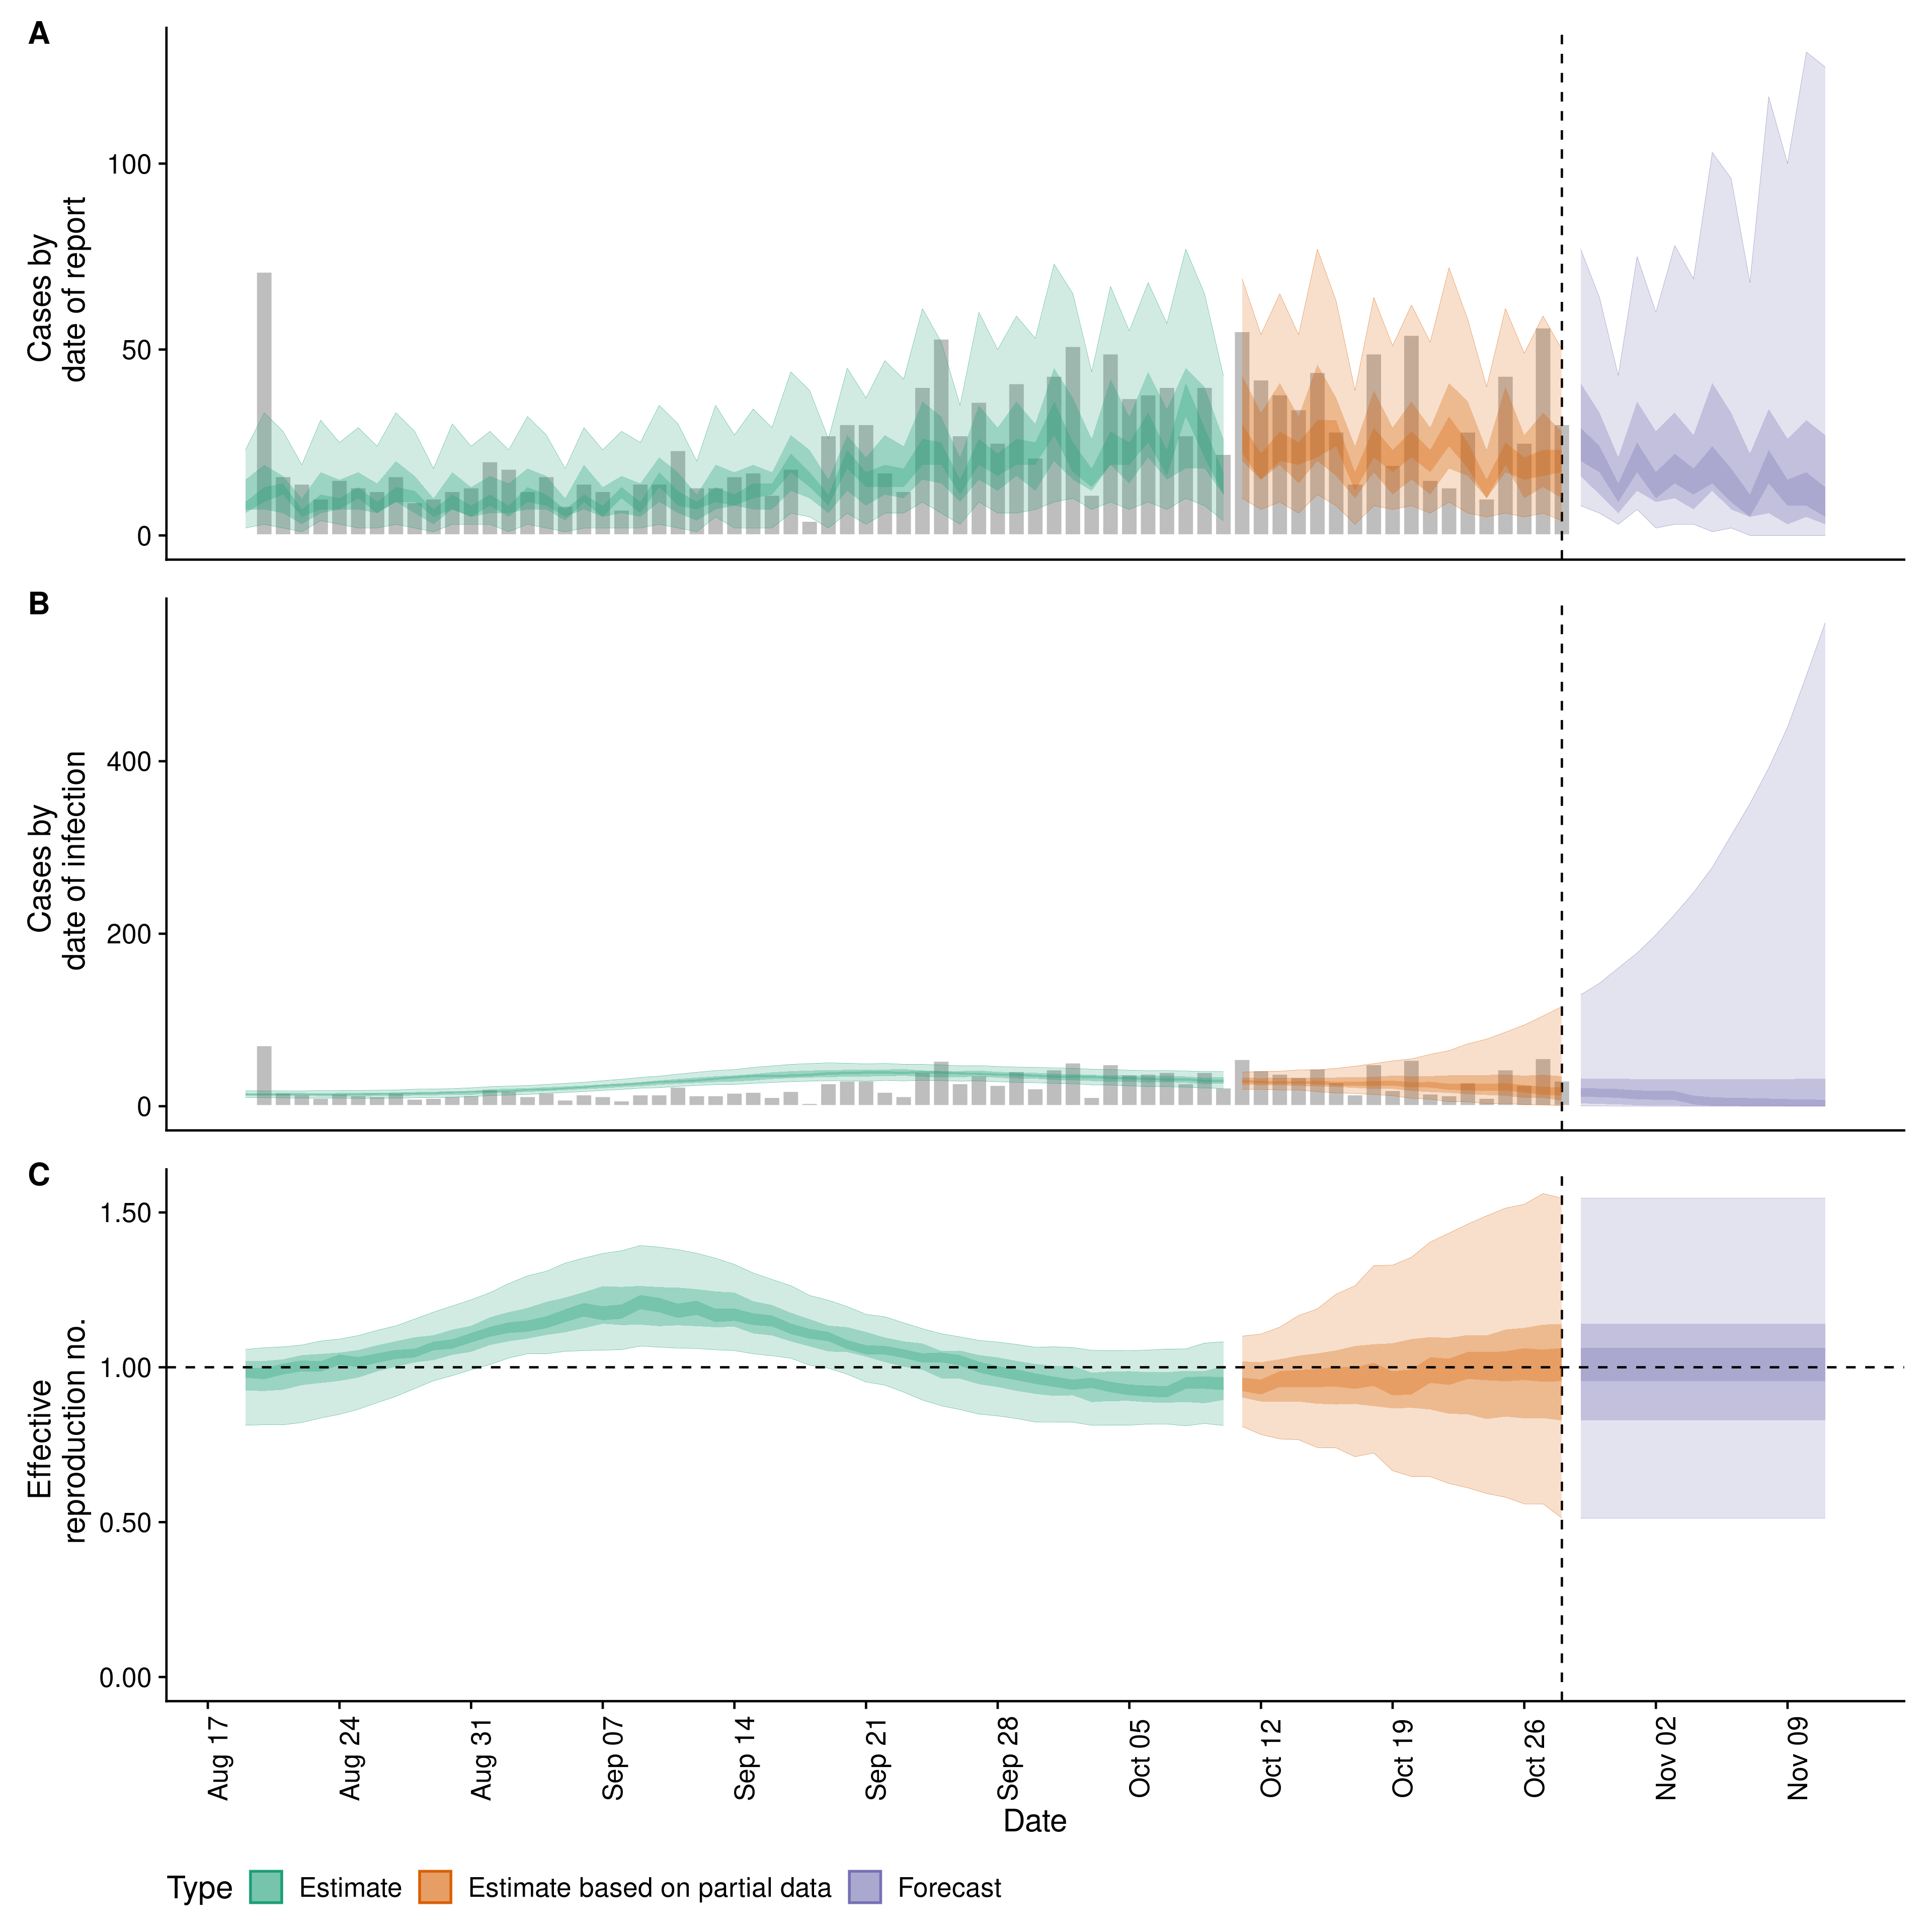 A
Cases by
date of report
100
50
0
B
Cases by
date of infection
400
200
0
C
Effective
reproduction no.
1.50
1.00
0.50
0.00
Aug 17
Aug 24
Aug 31
Sep 07
Sep 14
Sep 21
Sep 28
Oct 05
Oct 12
Oct 19
Oct 26
Nov 02
Nov 09
Date
Type Estimate Estimate based on partial data Forecast